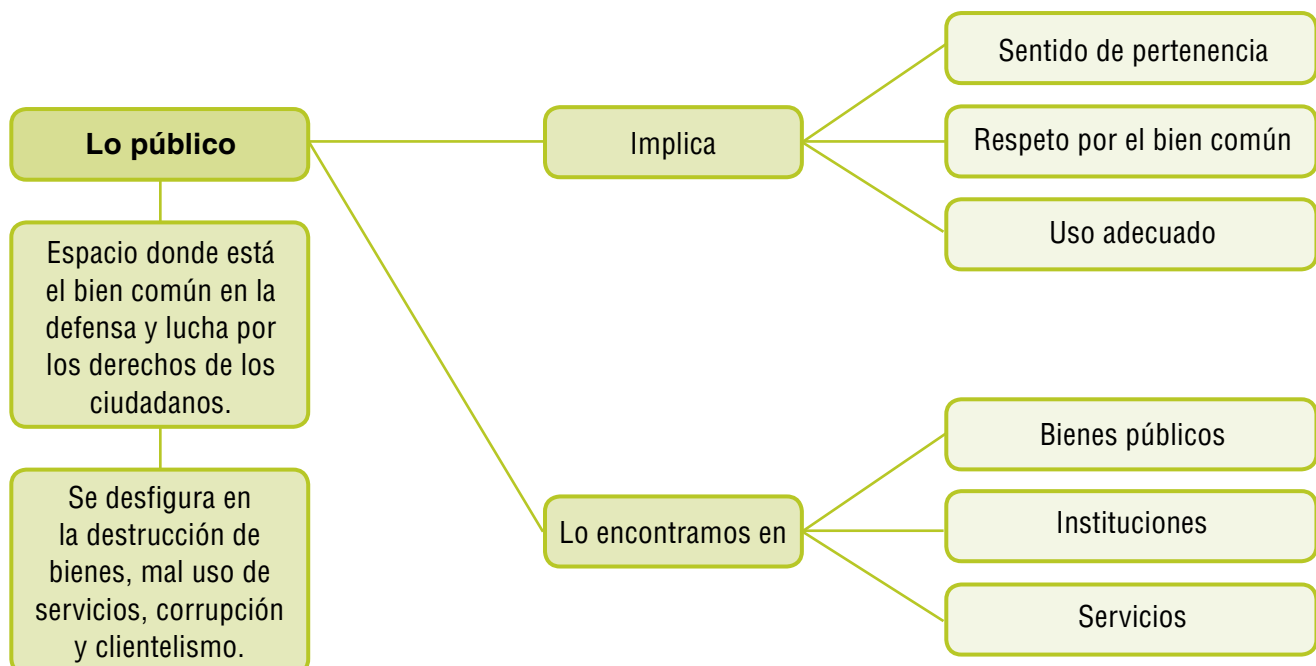 Lo público
Espacio donde está
el bien común en la
defensa y lucha por
los derechos de los
ciudadanos.
Se desfigura en
la destrucción de
bienes, mal uso de
servicios, corrupción
y clientelismo.
Implica
Sentido de pertenencia
Respeto por el bien común
Uso adecuado
Lo encontramos en
Bienes públicos
Instituciones
Servicios